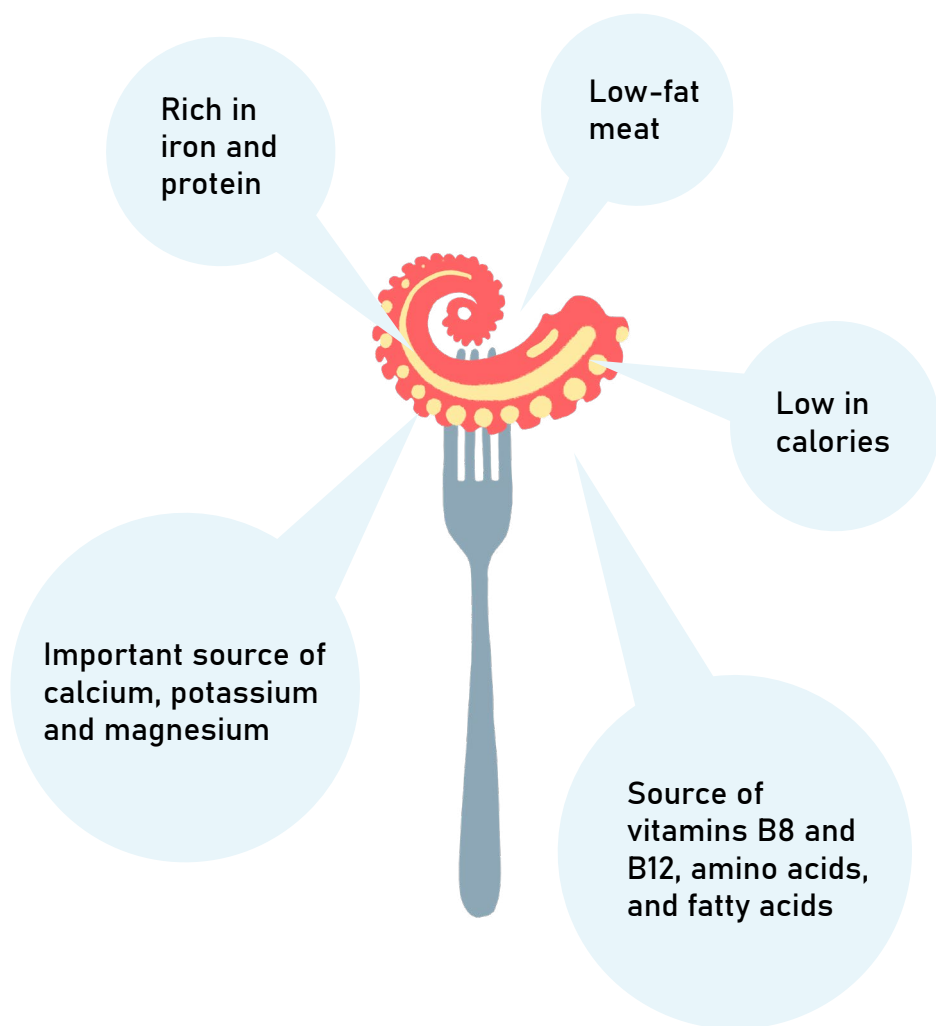 Rich in
iron and
protein
Low-fat
meat
Low in
calories
Important source of
calcium, potassium
and magnesium
Source of
vitamins B8 and
B12, amino acids,
and fatty acids